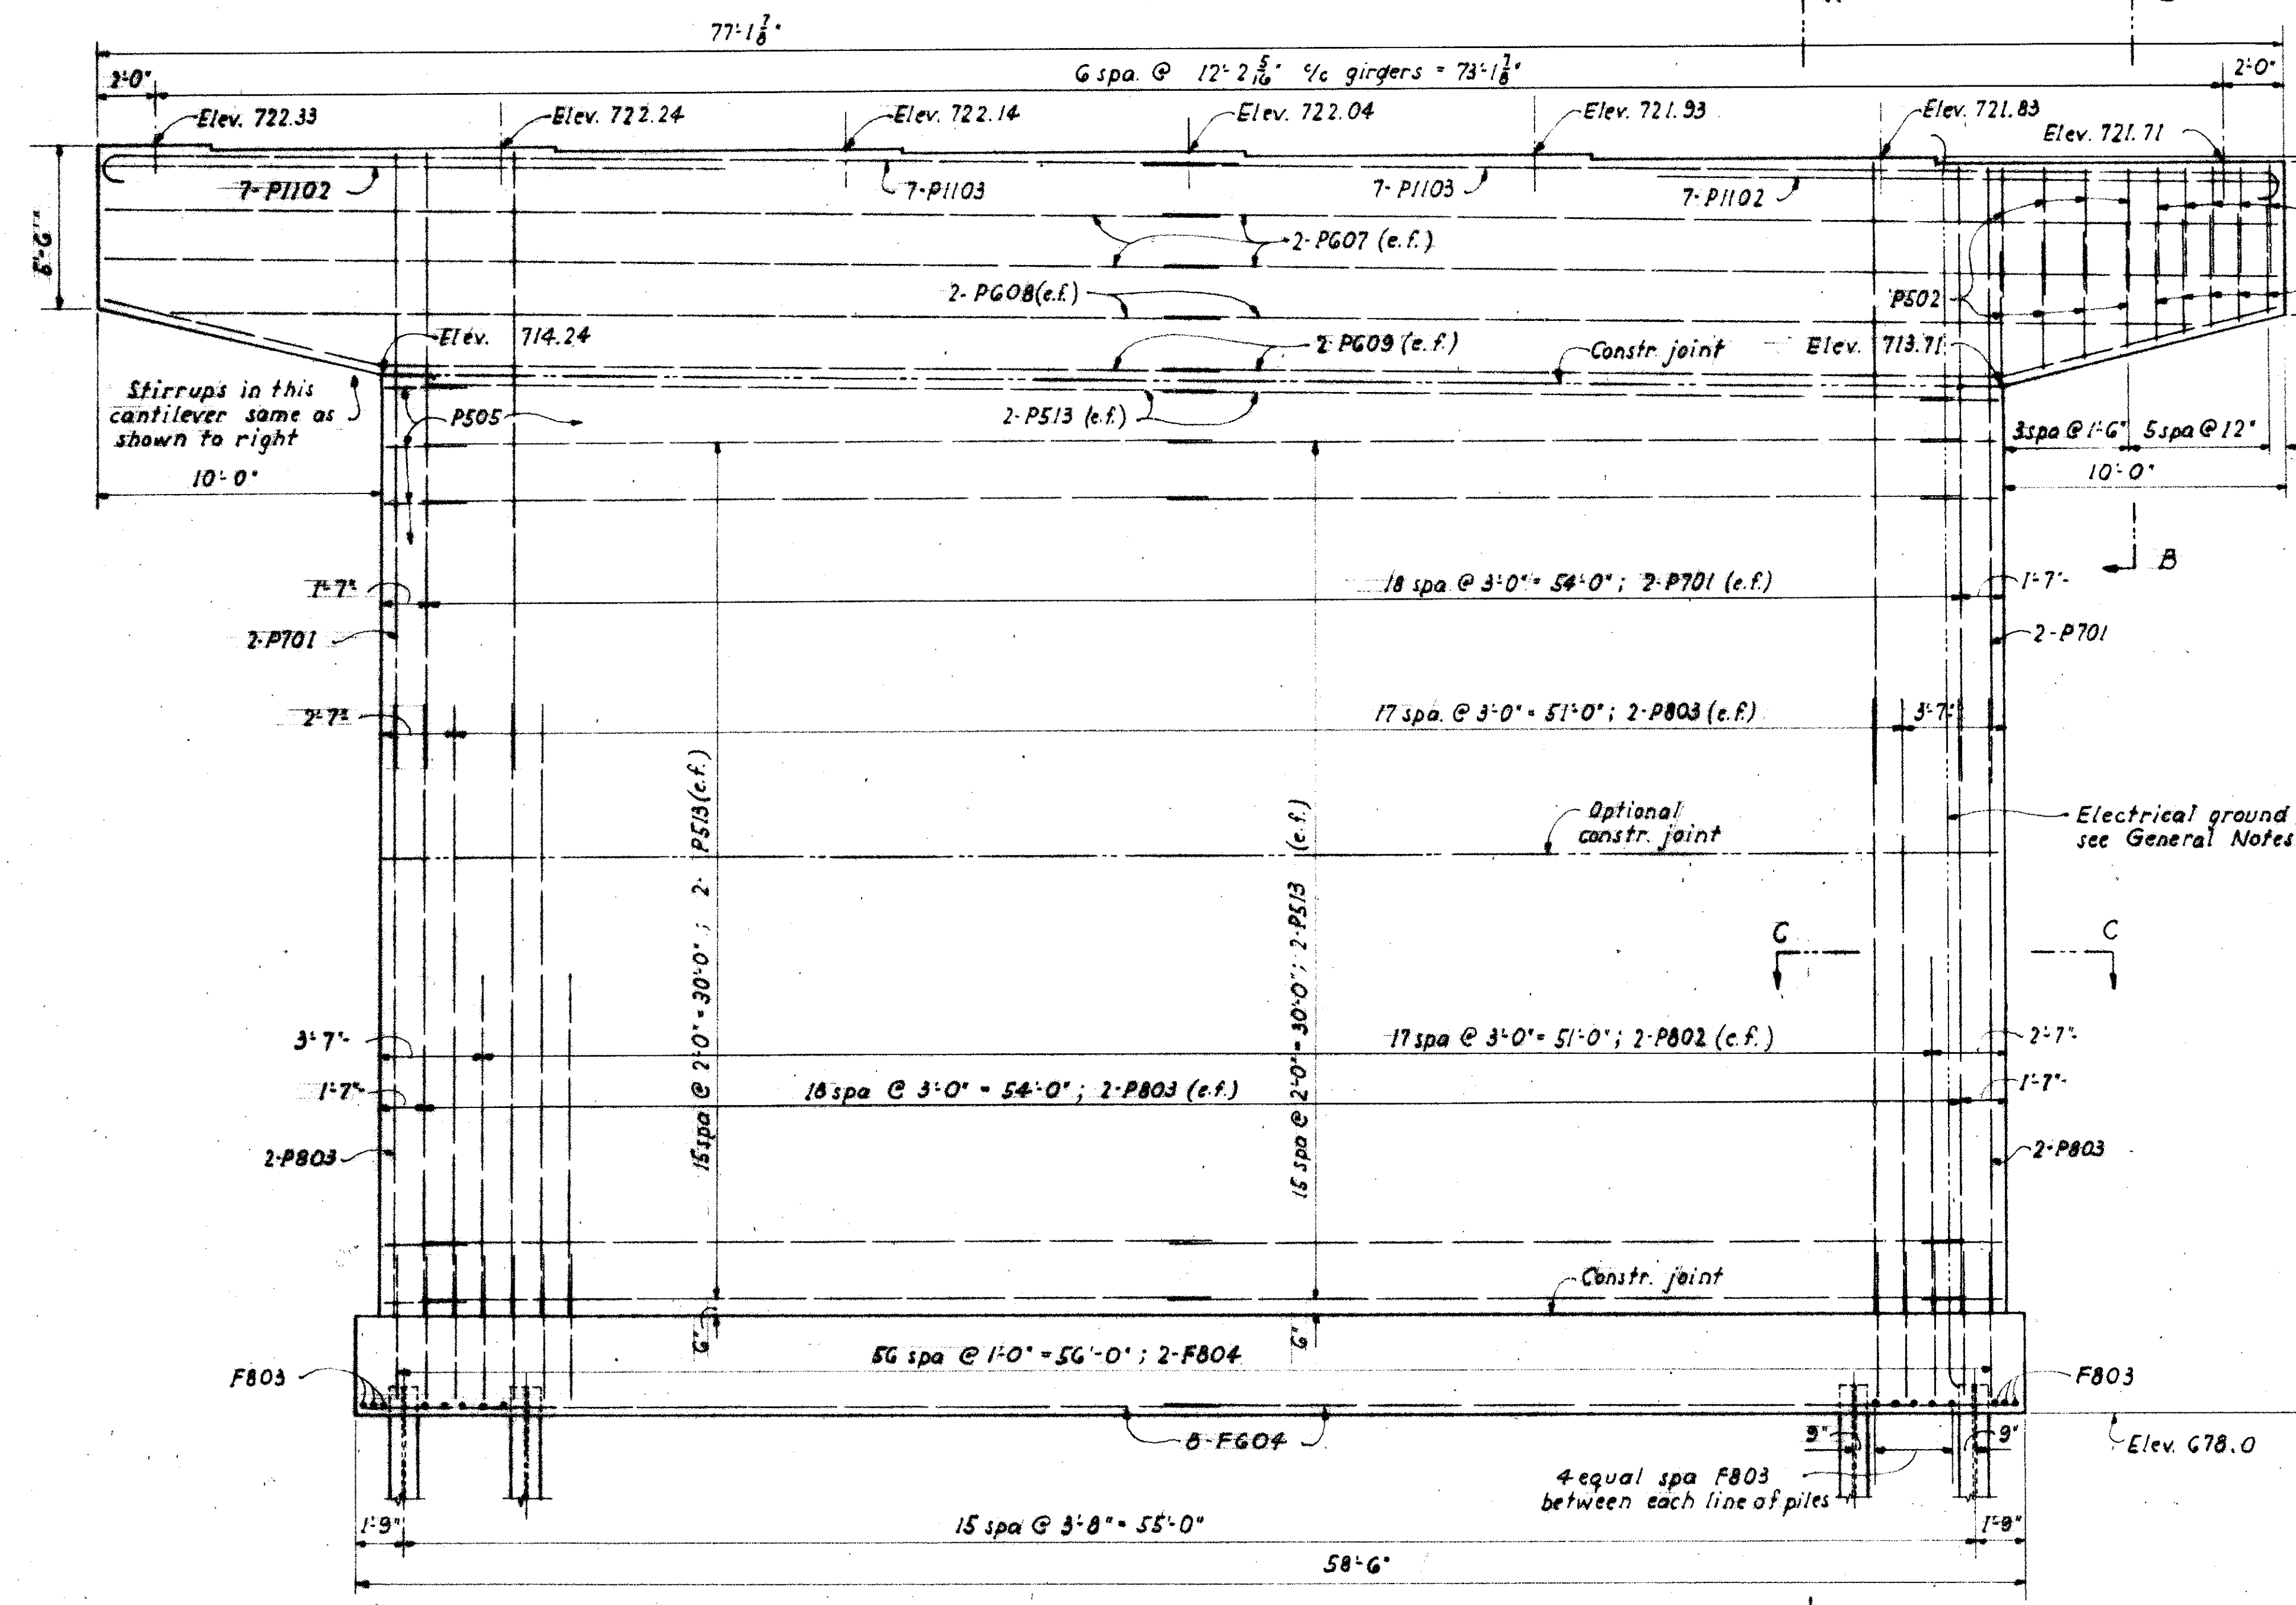 77'-1 7/8"
2'-0"
6 spa. @ 12'-2 5/16" c/c girders = 73'-1 7/8"
2'-0"
Elev. 722.33
Elev. 722.24
Elev. 722.14
Elev. 722.04
Elev. 721.93
Elev. 721.83
Elev. 721.71
7-P1102
7-P1103
7-P1103
7-P1102
5'-6"
2-P607 (e.f.)
2-P608 (e.f.)
P502
Elev. 714.24
2-P609 (e.f.)
Constr. joint
Elev. 713.71
Stirrups in this
cantilever same as
shown to right
P505
2-P513 (e.f.)
3 spa @ 1'-6"
5 spa @ 12"
10'-0"
10'-0"
B
1'-7"
18 spa @ 3'-0" = 54'-0"; 2-P701 (e.f.)
1'-7"
2-P701
2-P701
2'-7"
17 spa. @ 3'-0" = 51'-0"; 2-P803 (e.f.)
3'-7"
15 spa @ 2'-0" = 30'-0"; 2-P513 (e.f.)
15 spa @ 2'-0" = 30'-0"; 2-P513 (e.f.)
Optional
constr. joint
Electrical ground
see General Notes
C
C
3'-7"
17 spa @ 3'-0" = 51'-0"; 2-P802 (e.f.)
2'-7"
1'-7"
18 spa @ 3'-0" = 54'-0"; 2-P803 (e.f.)
1'-7"
2-P803
2-P803
Constr. joint
6"
6"
56 spa @ 1'-0" = 56'-0"; 2-F804
F803
F803
8-F604
9"
9"
Elev. 678.0
4 equal spa F803
between each line of piles
1'-9"
15 spa @ 3'-8" = 55'-0"
1'-9"
58'-6"